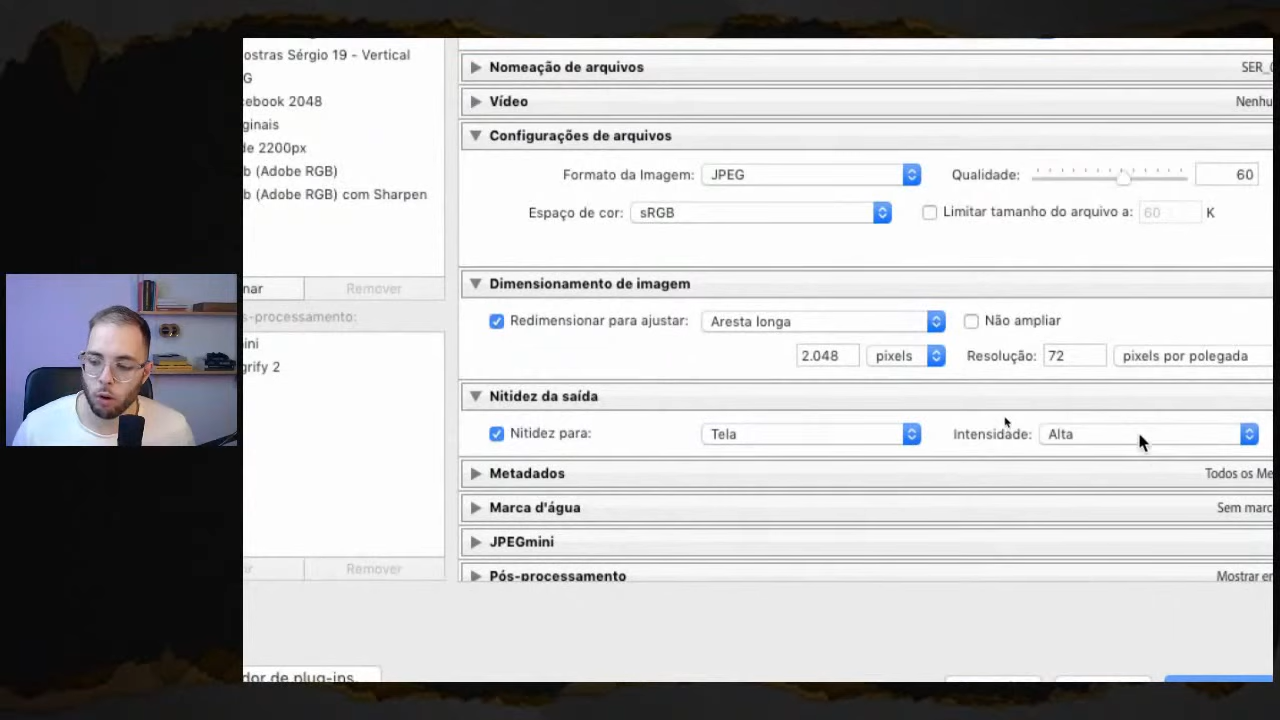 ostras Sérgio 19 - Vertical
G
ebook 2048
ginais
de 2200px
b (Adobe RGB)
b (Adobe RGB) com Sharpen
nar
Remover
s-processamento:
ini
grify 2
Remover
dor de plug-ins.
Nomeação de arquivos
SER_
Vídeo
Nenhu
Configurações de arquivos
Formato da Imagem: JPEG
Qualidade: 60
Espaço de cor: sRGB
Limitar tamanho do arquivo a: 60 K
Dimensionamento de imagem
Redimensionar para ajustar: Aresta longa
Não ampliar
2.048 pixels
Resolução: 72 pixels por polegada
Nitidez da saída
Nitidez para: Tela
Intensidade: Alta
Metadados
Todos os Me
Marca d'água
Sem marc
JPEGmini
Pós-processamento
Mostrar e